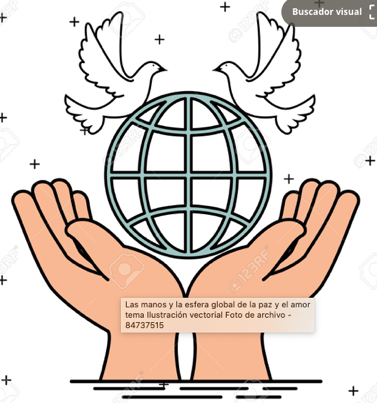 Buscador visual
123RF
Las manos y la esfera global de la paz y el amor
tema Ilustración vectorial Foto de archivo -
84737515